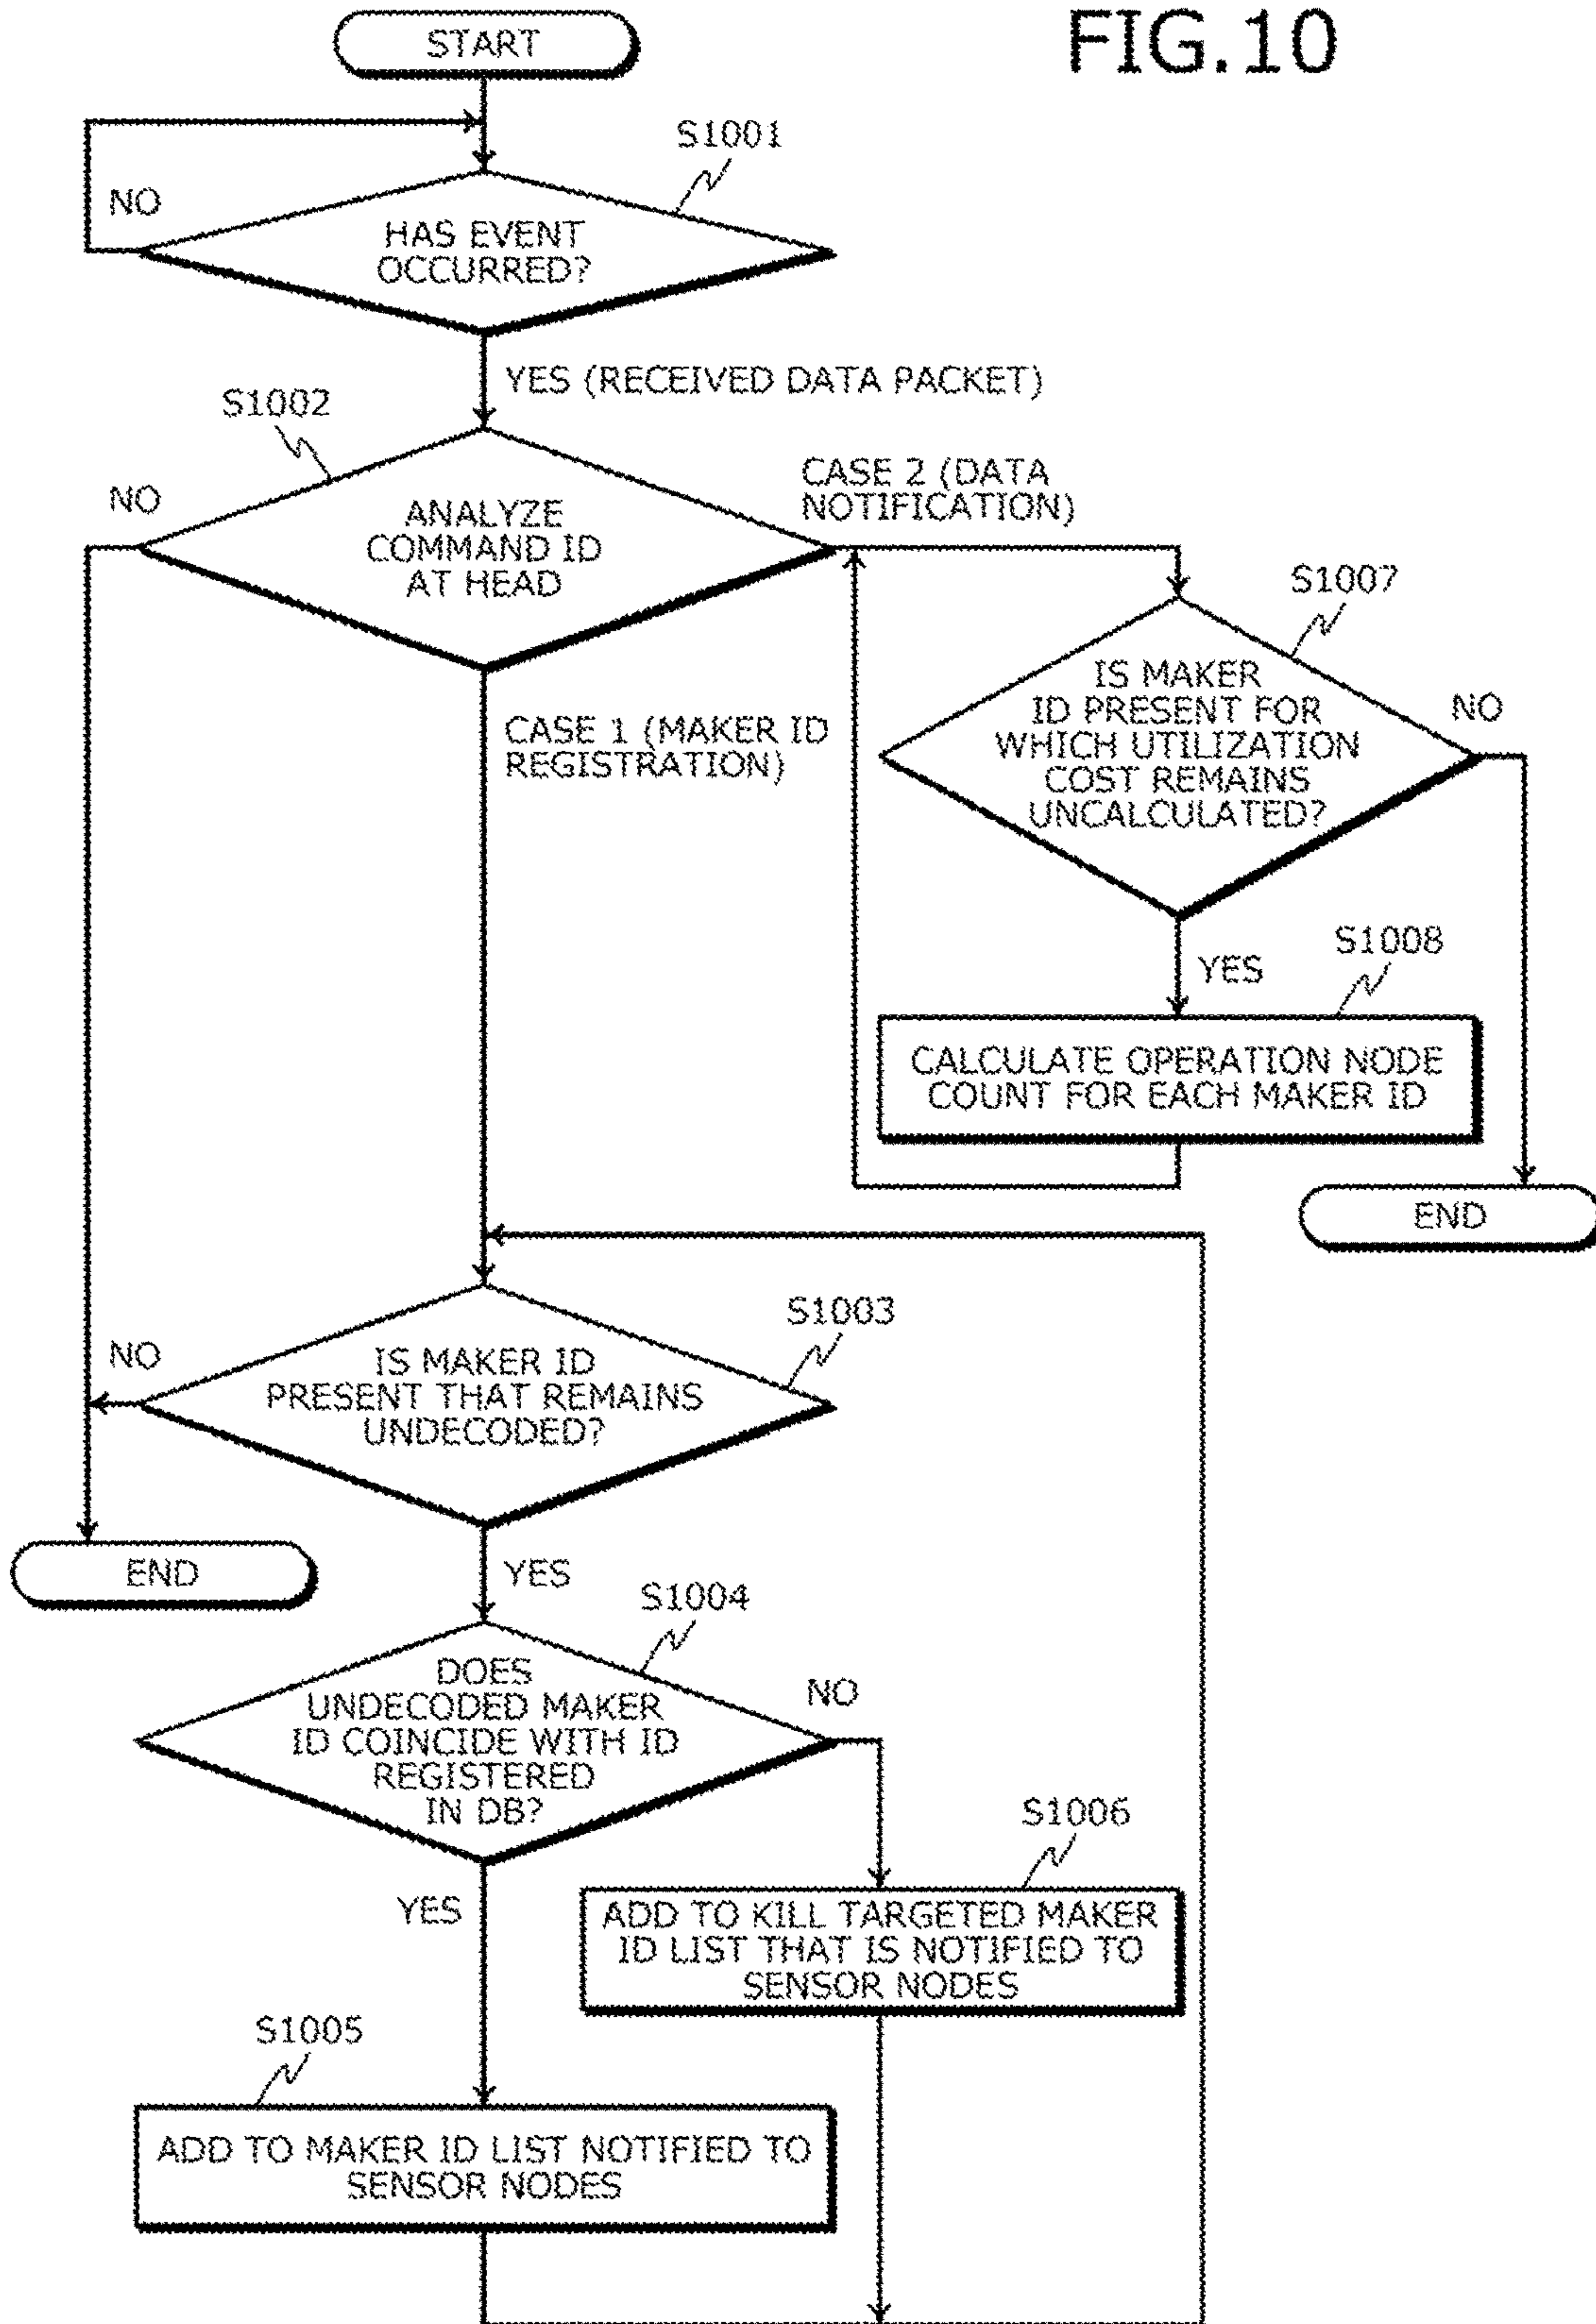 FIG.10
START
S1001
NO
HAS EVENT
OCCURRED?
YES (RECEIVED DATA PACKET)
S1002
NO
ANALYZE
COMMAND ID
AT HEAD
CASE 2 (DATA
NOTIFICATION)
S1007
IS MAKER
ID PRESENT FOR
WHICH UTILIZATION
COST REMAINS
UNCALCULATED?
NO
CASE 1 (MAKER ID
REGISTRATION)
YES
S1008
CALCULATE OPERATION NODE
COUNT FOR EACH MAKER ID
END
S1003
NO
IS MAKER ID
PRESENT THAT REMAINS
UNDECODED?
END
YES
S1004
DOES
UNDECODED MAKER
ID COINCIDE WITH ID
REGISTERED
IN DB?
NO
YES
S1006
ADD TO KILL TARGETED MAKER
ID LIST THAT IS NOTIFIED TO
SENSOR NODES
S1005
ADD TO MAKER ID LIST NOTIFIED TO
SENSOR NODES